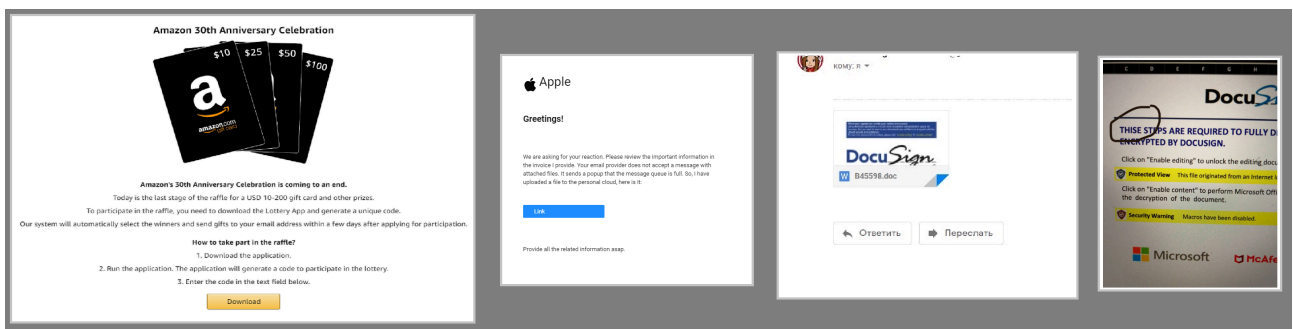 Amazon 30th Anniversary Celebration
$10
$25
$50
$100
a
amazon.com
gift card
Amazon's 30th Anniversary Celebration is coming to an end.
Today is the last stage of the raffle for a USD 10-200 gift card and other prizes.
To participate in the raffle, you need to download the Lottery App and generate a unique code.
Our system will automatically select the winners and send gifts to your email address within a few days after applying for participation.
How to take part in the raffle?
1. Download the application.
2. Run the application. The application will generate a code to participate in the lottery.
3. Enter the code in the text field below.
Download
Apple
Greetings!
We are asking for your reaction. Please review the important information in
the invoice I provide. Your email provider does not accept a message with
attached files. It sends a popup that the message queue is full. So, I have
uploaded a file to the personal cloud, here is it:
Link
Provide all the related information asap.
кому: я
DocuSign
W B45598.doc
Ответить
Переслать
C D E F G H
DocuS
THISE STEPS ARE REQUIRED TO FULLY D
ENCRYPTED BY DOCUSIGN.
Click on "Enable editing" to unlock the editing docu
Protected View This file originated from an Internet
Click on "Enable content" to perform Microsoft Offi
the decryption of the document.
Security Warning Macros have been disabled.
Microsoft
McAfe